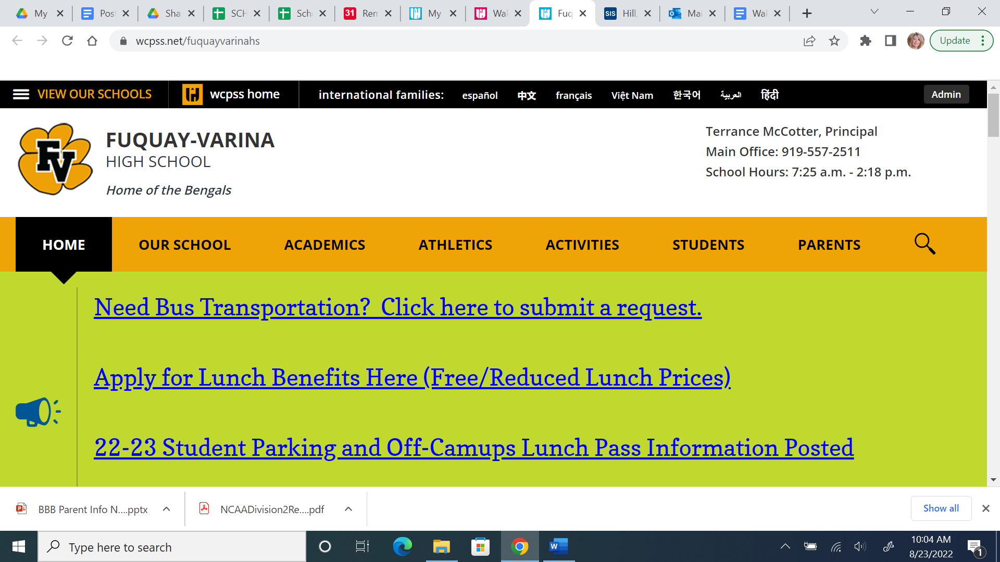 My
Post
Sha
SCH
Sch
31
Rem
My
Wal
Fuq
SIS
Hill,
Mai
Wal
wcpss.net/fuquayvarinahs
Update
VIEW OUR SCHOOLS
wcpss home
international families:
español
中文
français
Việt Nam
한국어
العربية
हिंदी
Admin
FV
FUQUAY-VARINA
HIGH SCHOOL
Home of the Bengals
Terrance McCotter, Principal
Main Office: 919-557-2511
School Hours: 7:25 a.m. - 2:18 p.m.
HOME
OUR SCHOOL
ACADEMICS
ATHLETICS
ACTIVITIES
STUDENTS
PARENTS
Need Bus Transportation?  Click here to submit a request.
Apply for Lunch Benefits Here (Free/Reduced Lunch Prices)
22-23 Student Parking and Off-Camups Lunch Pass Information Posted
BBB Parent Info N....pptx
NCAADivision2Re....pdf
Show all
Type here to search
W
10:04 AM
8/23/2022
1